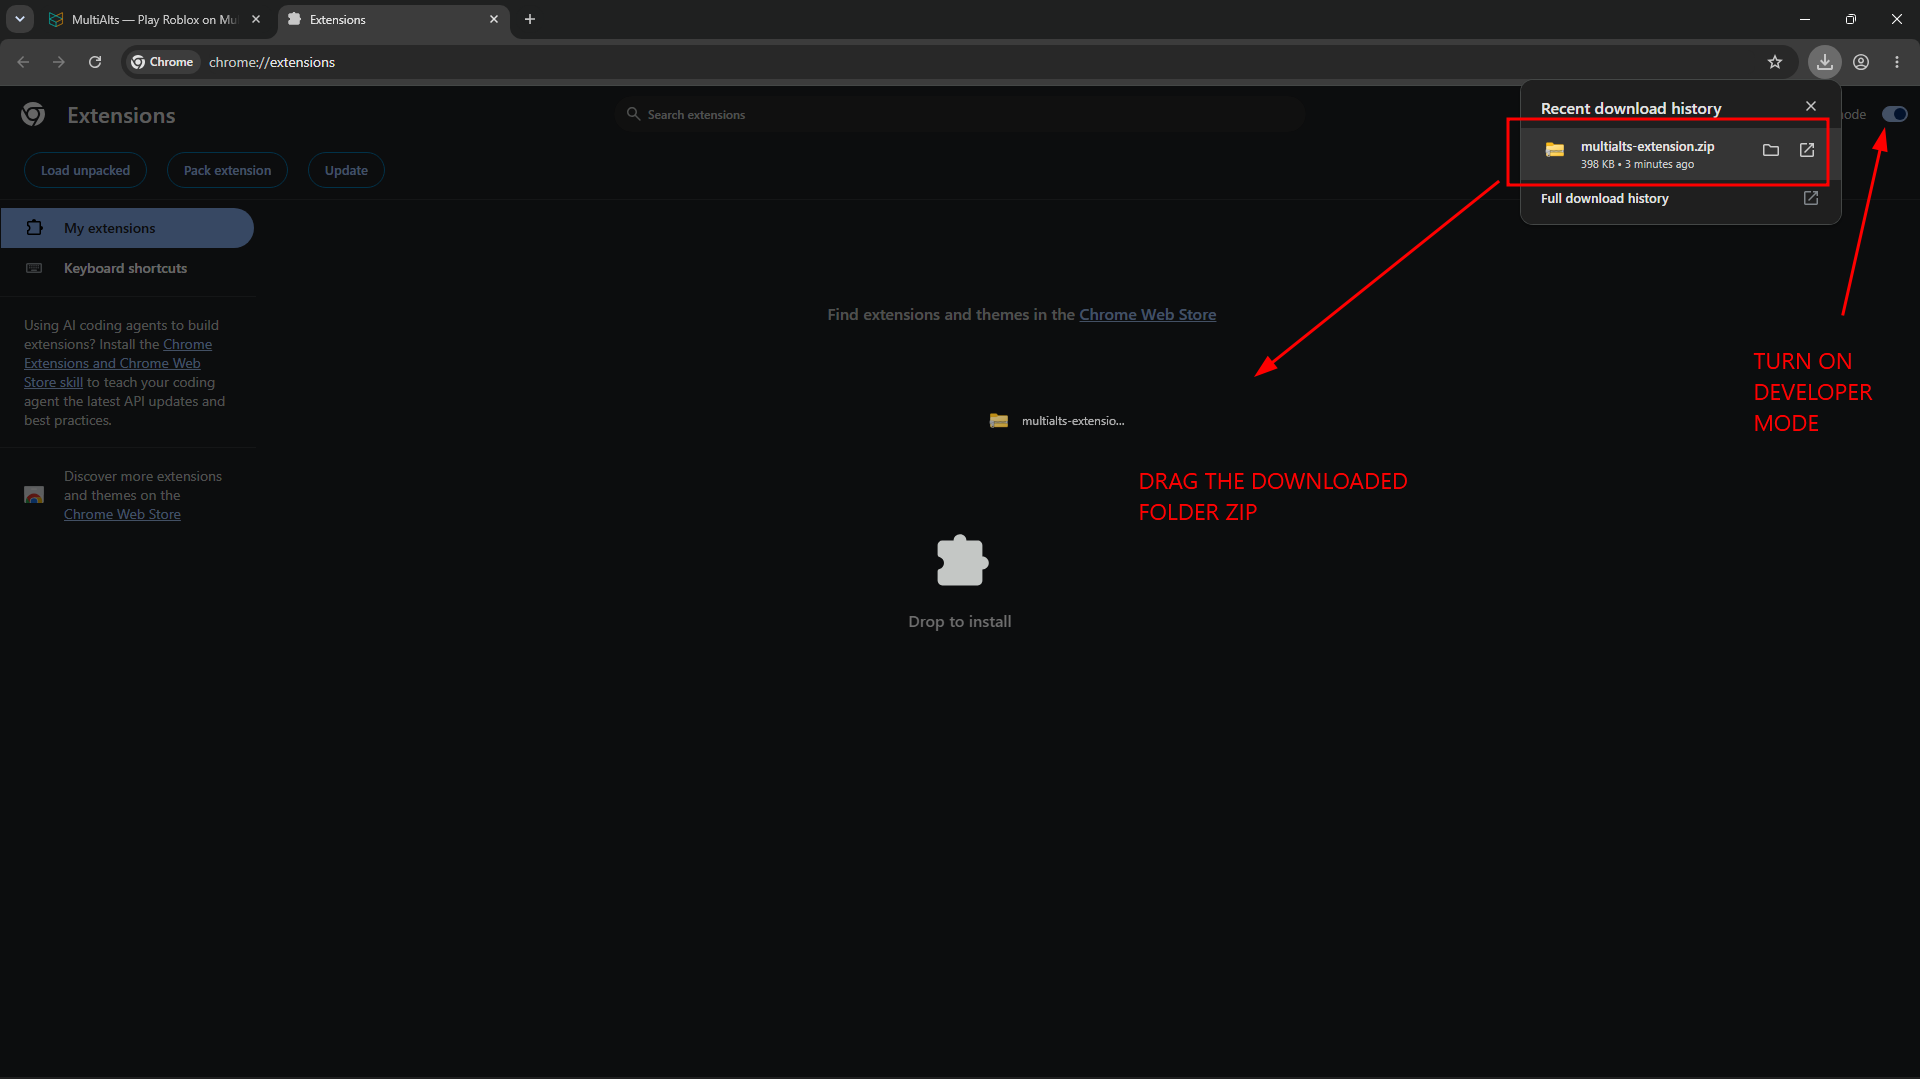 MultiAlts — Play Roblox on Mu
Extensions
Chrome
chrome://extensions
Extensions
Search extensions
Recent download history
ode
multialts-extension.zip
398 KB • 3 minutes ago
Full download history
Load unpacked
Pack extension
Update
My extensions
Keyboard shortcuts
Using AI coding agents to build
extensions? Install the Chrome
Extensions and Chrome Web
Store skill to teach your coding
agent the latest API updates and
best practices.
Discover more extensions
and themes on the
Chrome Web Store
Find extensions and themes in the Chrome Web Store
multialts-extensio...
DRAG THE DOWNLOADED
FOLDER ZIP
Drop to install
TURN ON
DEVELOPER
MODE